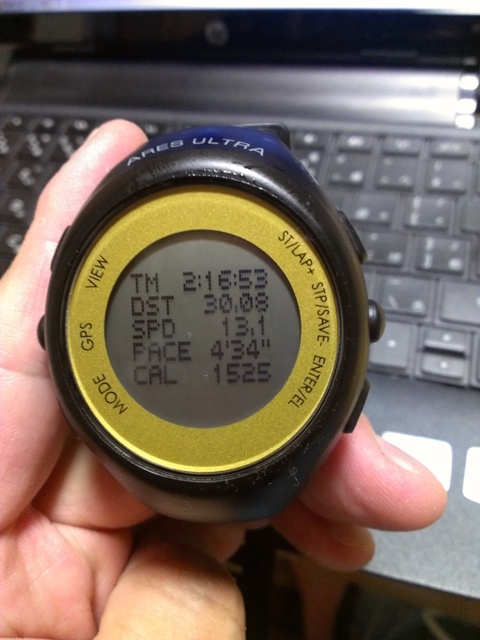 ARES ULTRA
VIEW
ST/LAP+
GPS
STP/SAVE-
MODE
ENTER/EL
TM 2:16:53
DST 30.08
SPD 13.1
PACE 4'34"
CAL 1525
hp